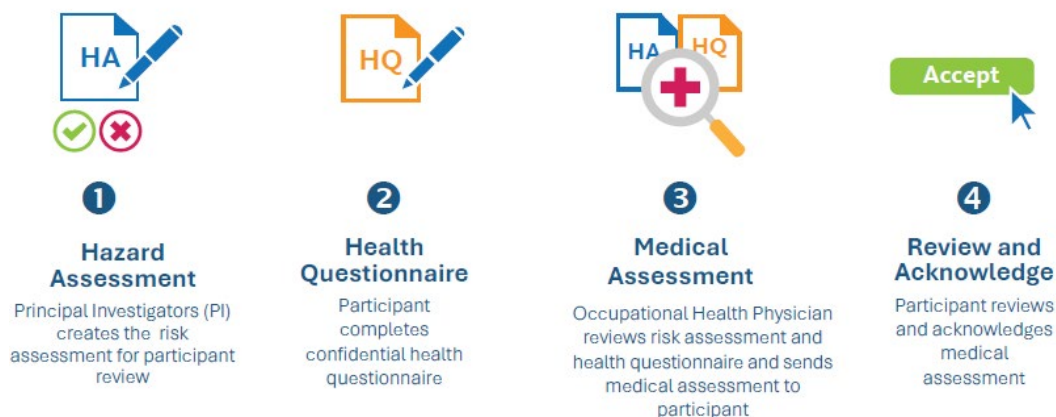 HA
1
Hazard
Assessment
Principal Investigators (PI)
creates the risk
assessment for participant
review
HQ
2
Health
Questionnaire
Participant
completes
confidential health
questionnaire
HA
HQ
3
Medical
Assessment
Occupational Health Physician
reviews risk assessment and
health questionnaire and sends
medical assessment to
participant
Accept
4
Review and
Acknowledge
Participant reviews
and acknowledges
medical
assessment